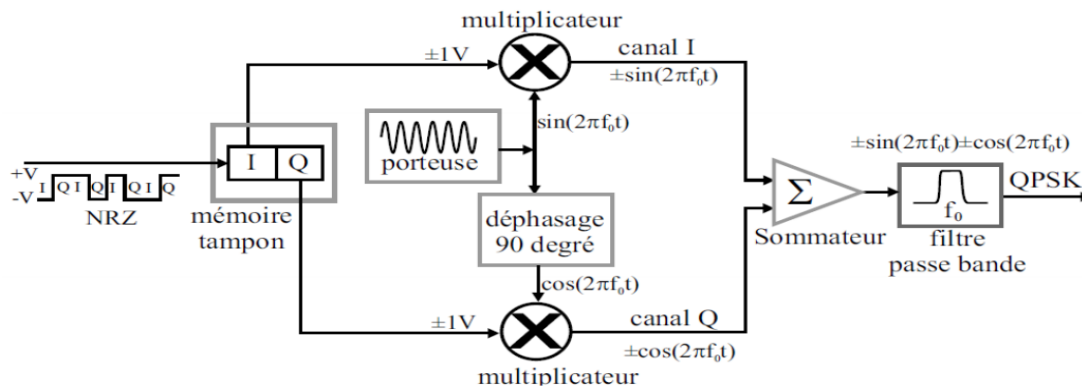 multiplicateur
±1V
canal I
±sin(2πf₀t)
sin(2πf₀t)
porteuse
+V
-V
I Q I Q I Q I Q
NRZ
I Q
mémoire
tampon
déphasage
90 degré
cos(2πf₀t)
±1V
canal Q
±cos(2πf₀t)
multiplicateur
Σ
Sommateur
±sin(2πf₀t)±cos(2πf₀t)
QPSK
f₀
filtre
passe bande